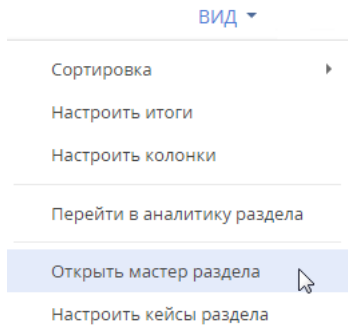 ВИД
Сортировка
Настроить итоги
Настроить колонки
Перейти в аналитику раздела
Открыть мастер раздела
Настроить кейсы раздела